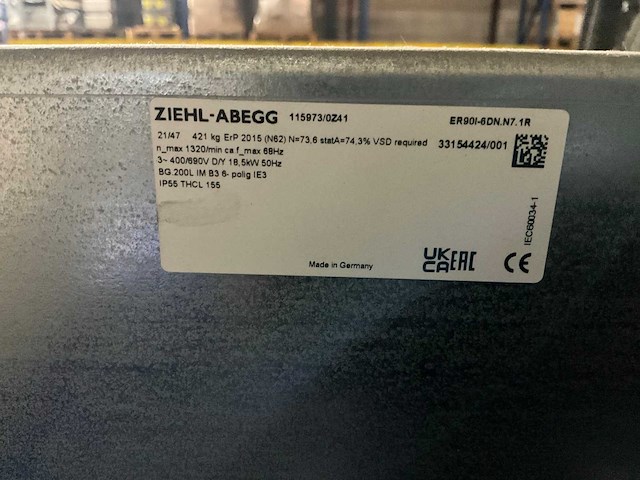 ZIEHL-ABEGG 115973/0Z41 ER90I-6DN.N7.1R
21/47 421 kg ErP 2015 (N62) N=73,6 statA=74,3% VSD required 33154424/001
n_max 1320/min ca f_max 68Hz
3~ 400/690V D/Y 18,5kW 50Hz
BG.200L IM B3 6- polig IE3
IP55 THCL 155
IEC60034-1
Made in Germany
UK CA EAC CE